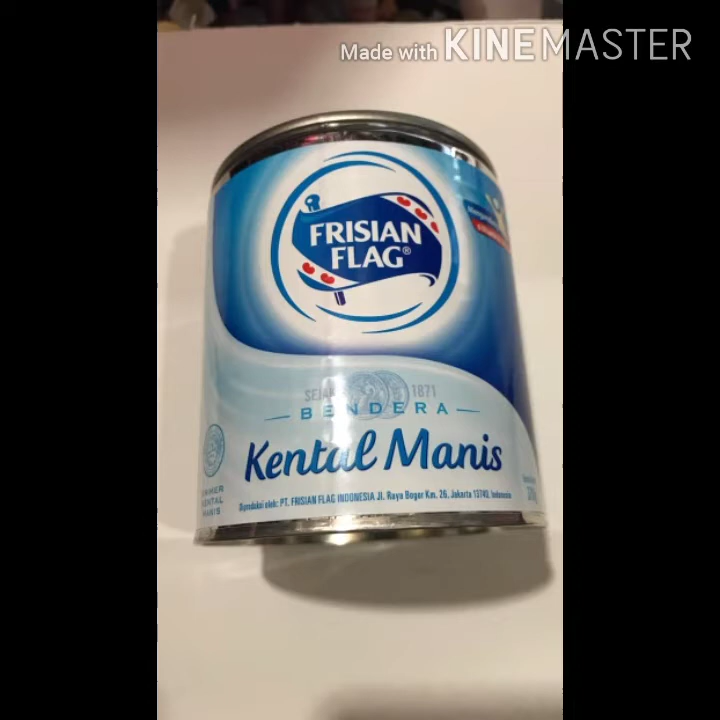 Made with KINEMASTER
FRISIAN
FLAG®
1871
BENDERA
Kental Manis
Diproduksi oleh: PT. FRISIAN FLAG INDONESIA Jl. Raya Bogor Km. 26, Jakarta 13740, Indonesia